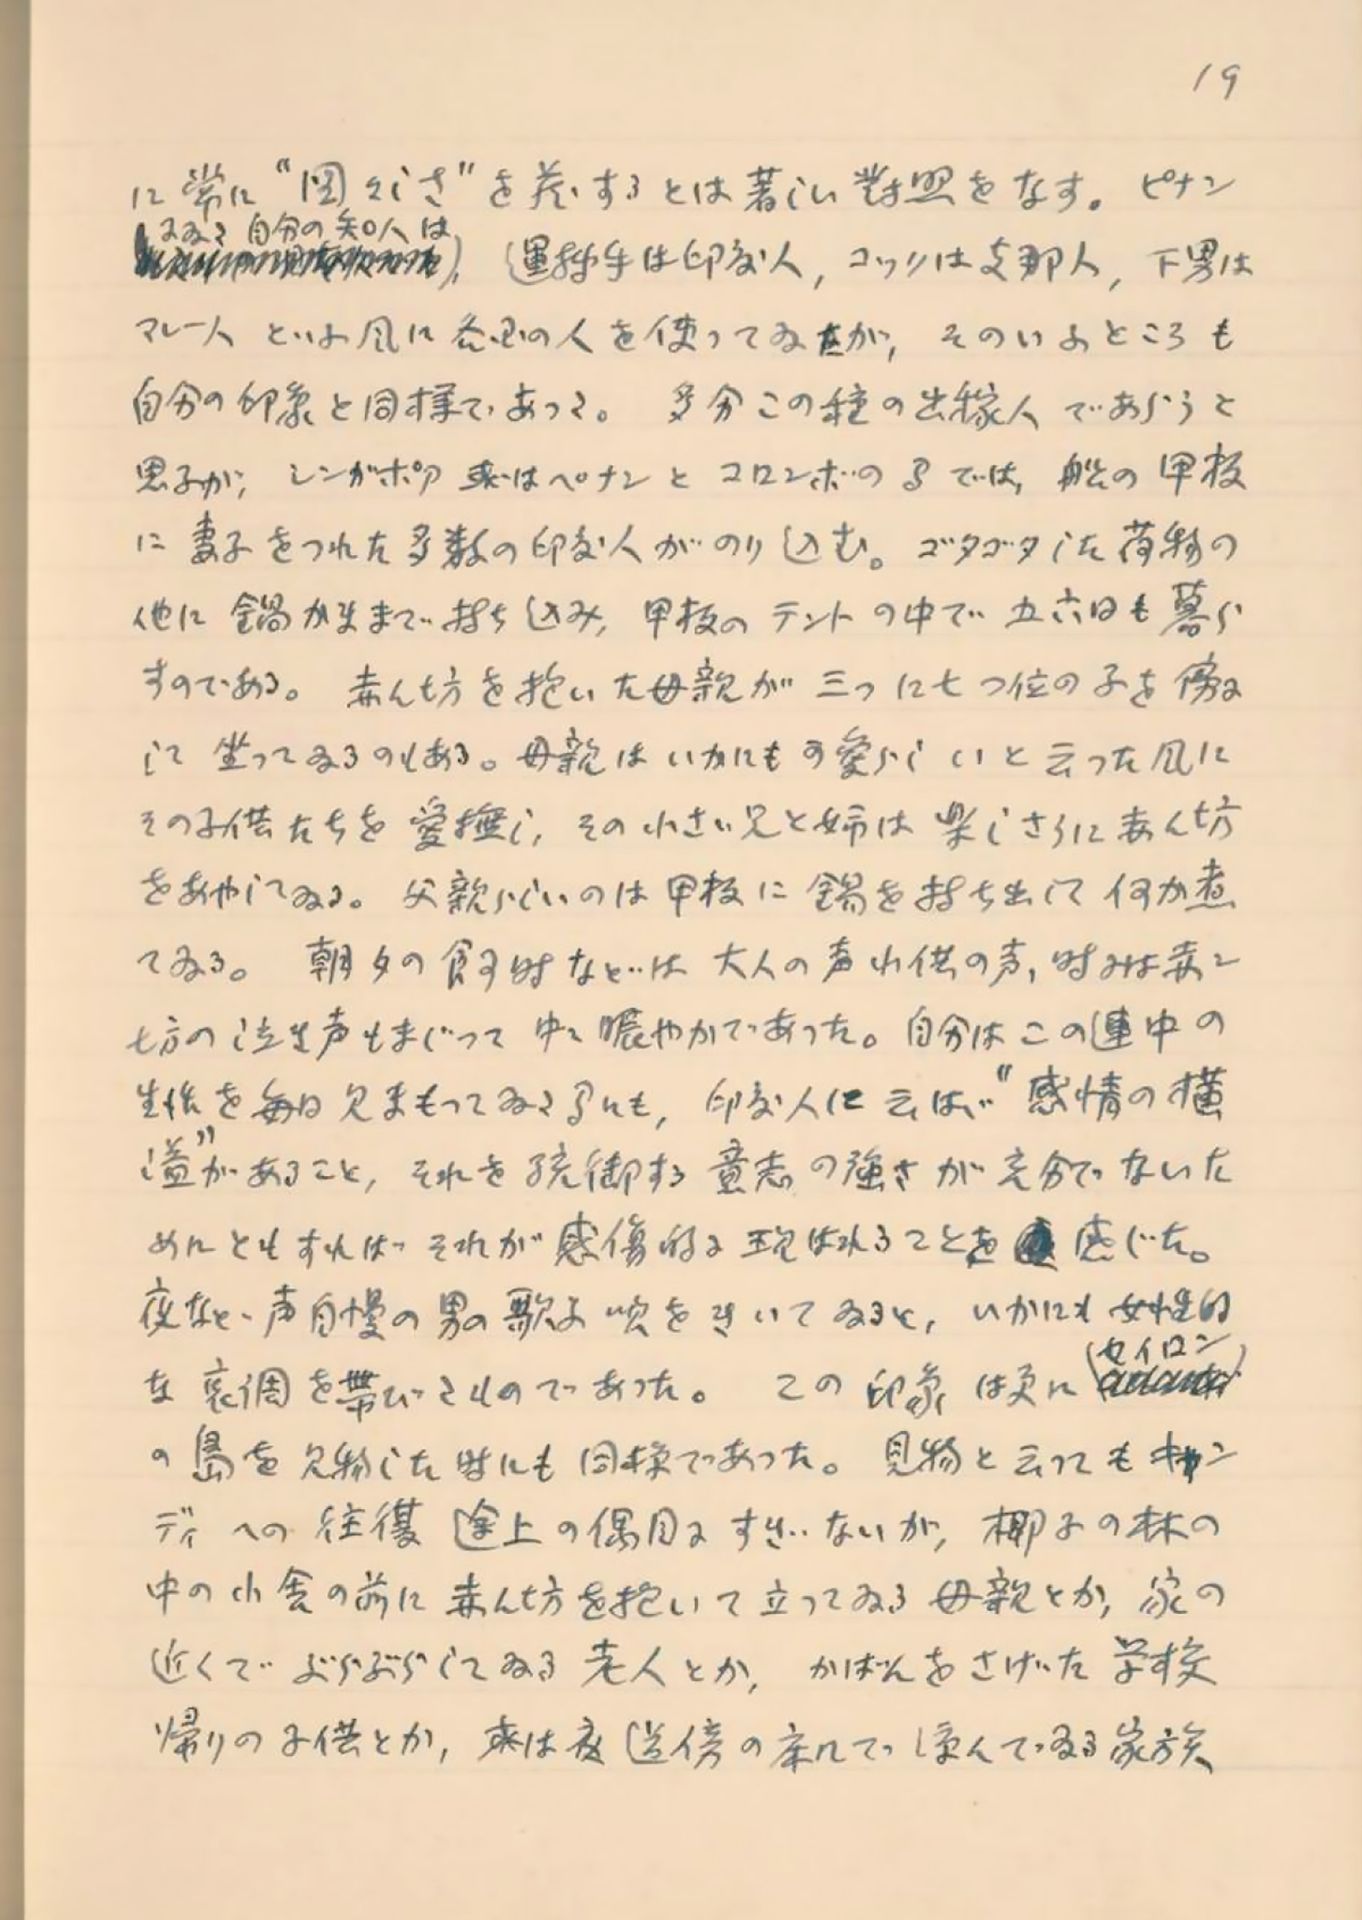 19
に常に“図々しさ”を感ずるとは著しい対照をなす。ピナン
にゐる自分の知人は
運転手は印度人, コックは支那人, 下男は
マレー人といふ風に各国の人を使ってゐたが, そのいふところも
自分の印象と同様であった。 多分この種の出稼人であらうと
思ふが, シンガポア或はペナンとコロンボの間では, 船の甲板
に妻子をつれた多数の印度人がのり込む。ゴタゴタした荷物の
他に鍋かままで持ち込み, 甲板のテントの中で五六日も暮ら
すのである。 赤ん坊を抱いた母親が三つに七つ位の子を傍に
して坐ってゐるのもある。母親はいかにも可愛らしいと云った風に
その子供たちを愛撫し, その小さい兄と姉は楽しさうに赤ん坊
をあやしてゐる。 父親らしいのは甲板に鍋を持ち出して何か煮
てゐる。 朝夕の食事時などは大人の声小供の声, 時には赤ン
坊の泣き声もまじって中々賑やかであった。自分はこの連中の
生活を毎日見まもってゐる間にも, 印度人に云はば“感情の横
溢”があること, それを統御する意志の強さが充分でないた
めにともすればそれが感傷的に現はれることを感じた。
夜など声自慢の男の歌ふ唄をきいてゐると, いかにも女性的
な哀調を帯びたものであった。 この印象は更に(セイロン)
の島を見物した時にも同様であった。見物と云ってもキャン
ディへの往復途上の偶目にすぎないが, 椰子の林の
中の小舎の前に赤ん坊を抱いて立ってゐる母親とか, 家の
近くでぶらぶらしてゐる老人とか, かばんをさげた学校
帰りの子供とか, 或は夜道傍の床几で涼んでゐる家族